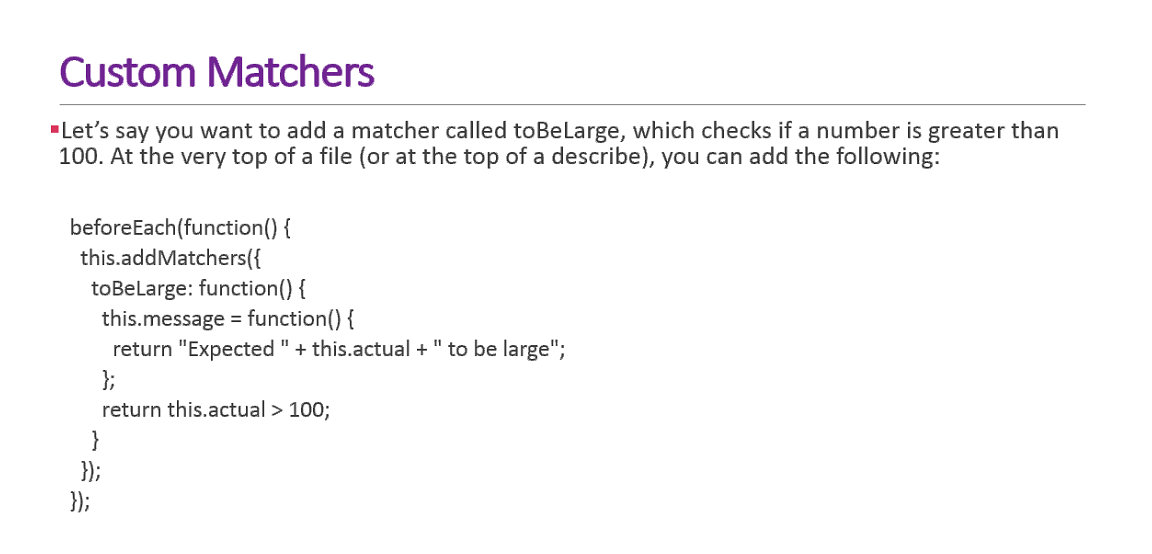 Custom Matchers
Let’s say you want to add a matcher called toBeLarge, which checks if a number is greater than
100. At the very top of a file (or at the top of a describe), you can add the following:
beforeEach(function() {
this.addMatchers({
toBeLarge: function() {
this.message = function() {
return "Expected " + this.actual + " to be large";
};
return this.actual > 100;
}
});
});